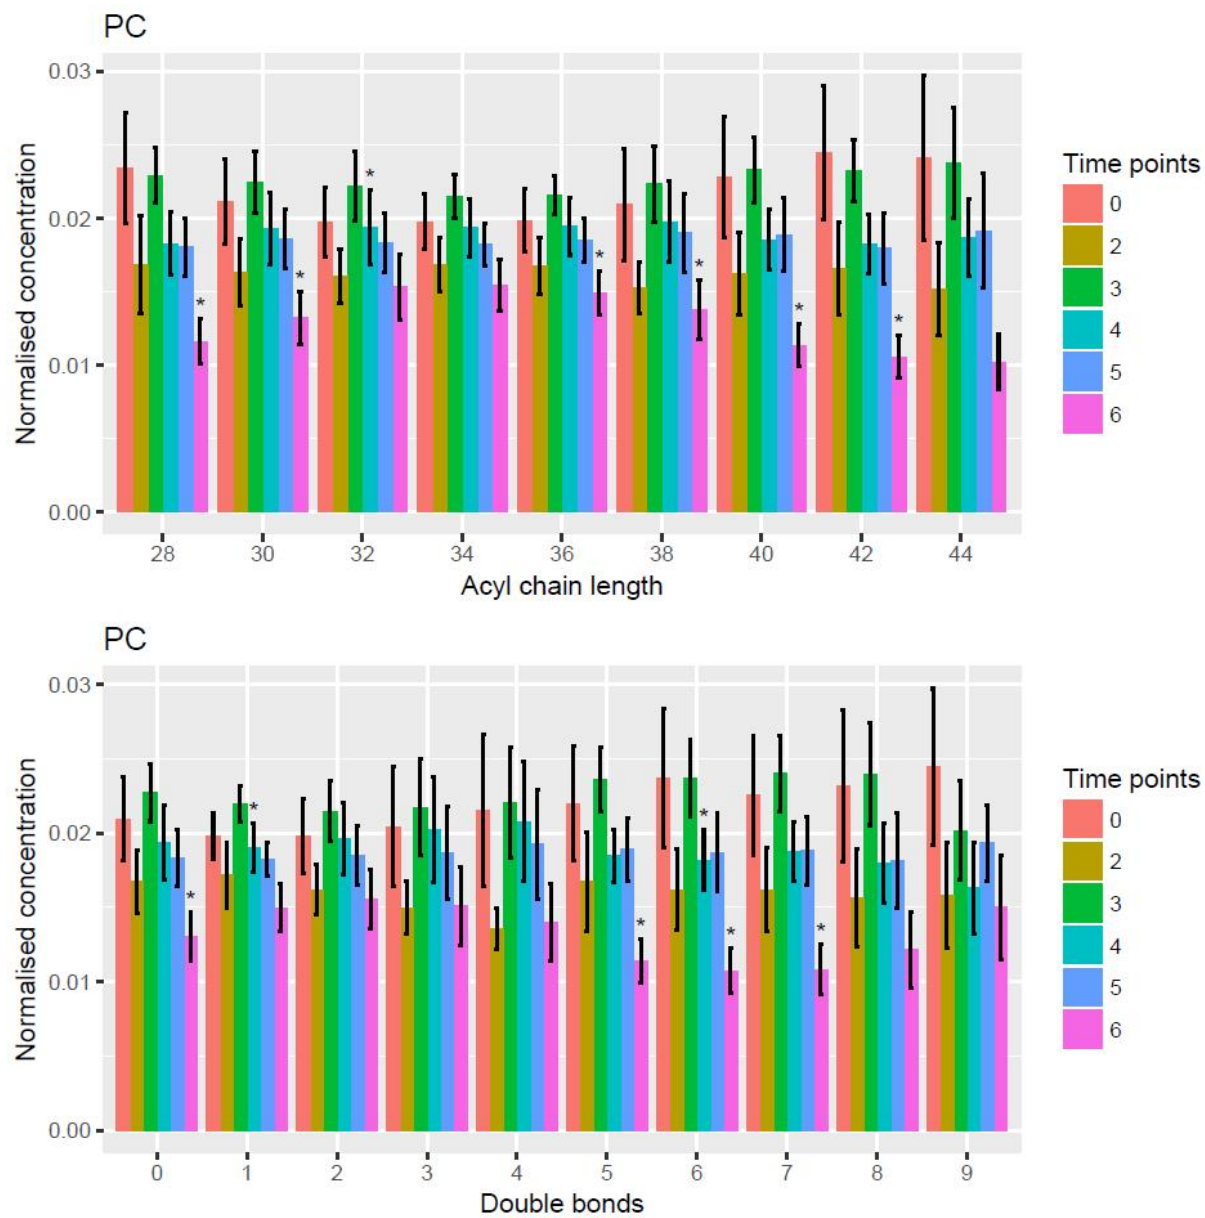 PC
Normalised concentration
0.03
0.02
0.01
0.00
* * * * * * * *
28 30 32 34 36 38 40 42 44
Acyl chain length
Time points
0
2
3
4
5
6
PC
Normalised concentration
0.03
0.02
0.01
0.00
* * * * * *
0 1 2 3 4 5 6 7 8 9
Double bonds
Time points
0
2
3
4
5
6